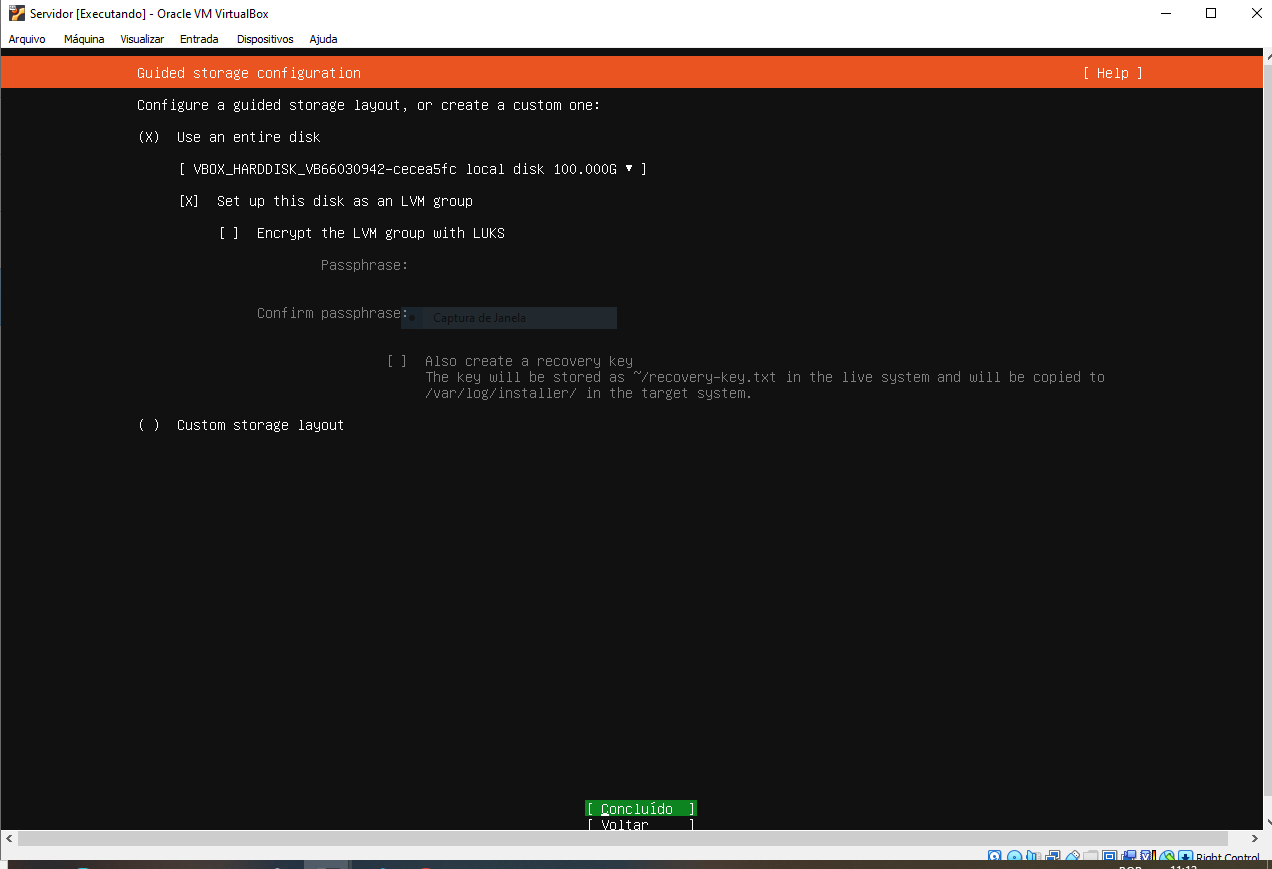 Servidor [Executando] - Oracle VM VirtualBox
Arquivo Máquina Visualizar Entrada Dispositivos Ajuda
Guided storage configuration [ Help ]
Configure a guided storage layout, or create a custom one:
(X) Use an entire disk
[ VBOX_HARDDISK_VB66030942-cecea5fc local disk 100.000G ▾ ]
[X] Set up this disk as an LVM group
[ ] Encrypt the LVM group with LUKS
Passphrase:
Confirm passphrase:
Captura de Janela
[ ] Also create a recovery key
The key will be stored as ~/recovery-key.txt in the live system and will be copied to
/var/log/installer/ in the target system.
( ) Custom storage layout
[ Concluído ]
[ Voltar ]
Right Control